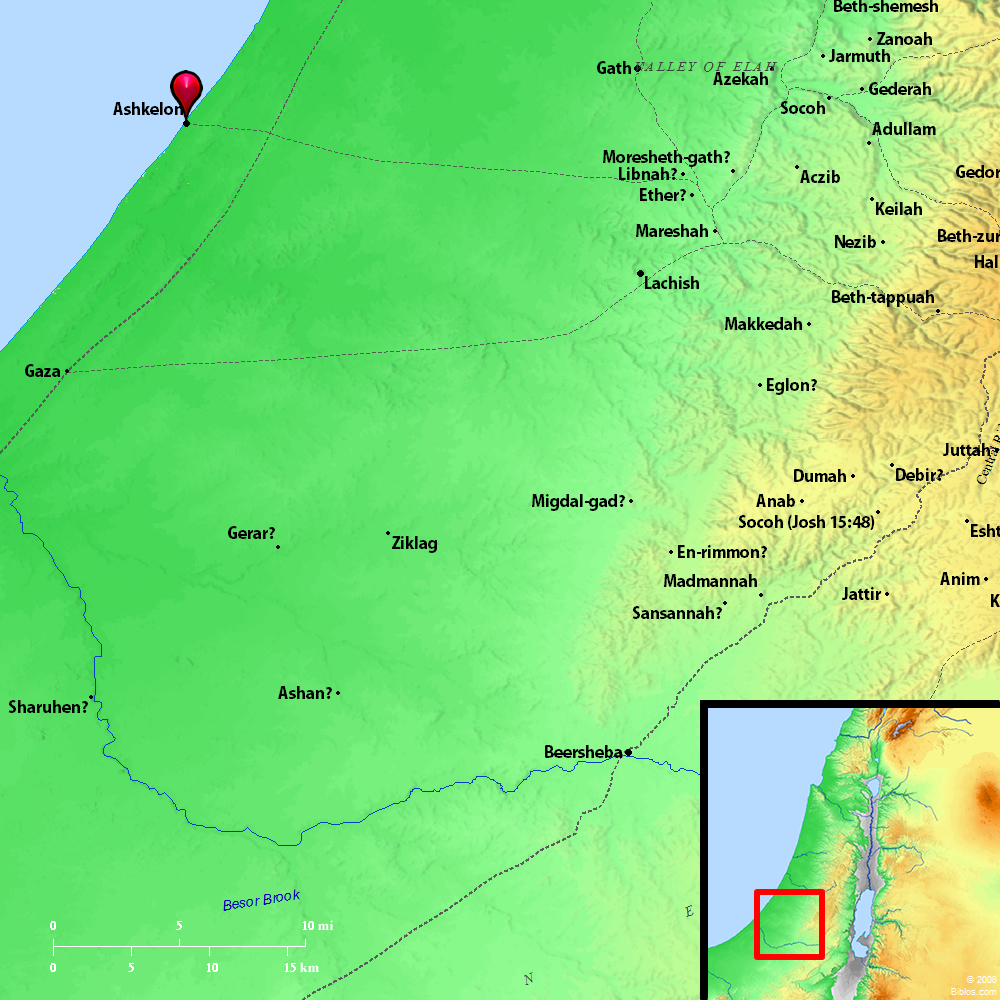 Beth-shemesh
Zanoah
Jarmuth
Gath
VALLEY OF ELAH
Azekah
Gederah
Ashkelon
Socoh
Adullam
Moresheth-gath?
Libnah?
Aczib
Gedor
Ether?
Keilah
Mareshah
Nezib
Beth-zur
Hal
Lachish
Beth-tappuah
Makkedah
Gaza
Eglon?
Juttah
Central R
Dumah
Debir?
Migdal-gad?
Anab
Socoh (Josh 15:48)
Gerar?
Ziklag
Esht
En-rimmon?
Madmannah
Anim
Jattir
K
Sansannah?
Ashan?
Sharuhen?
Beersheba
Besor Brook
E
0 5 10 mi
0 5 10 15 km
N
© 2008
Biblos.com